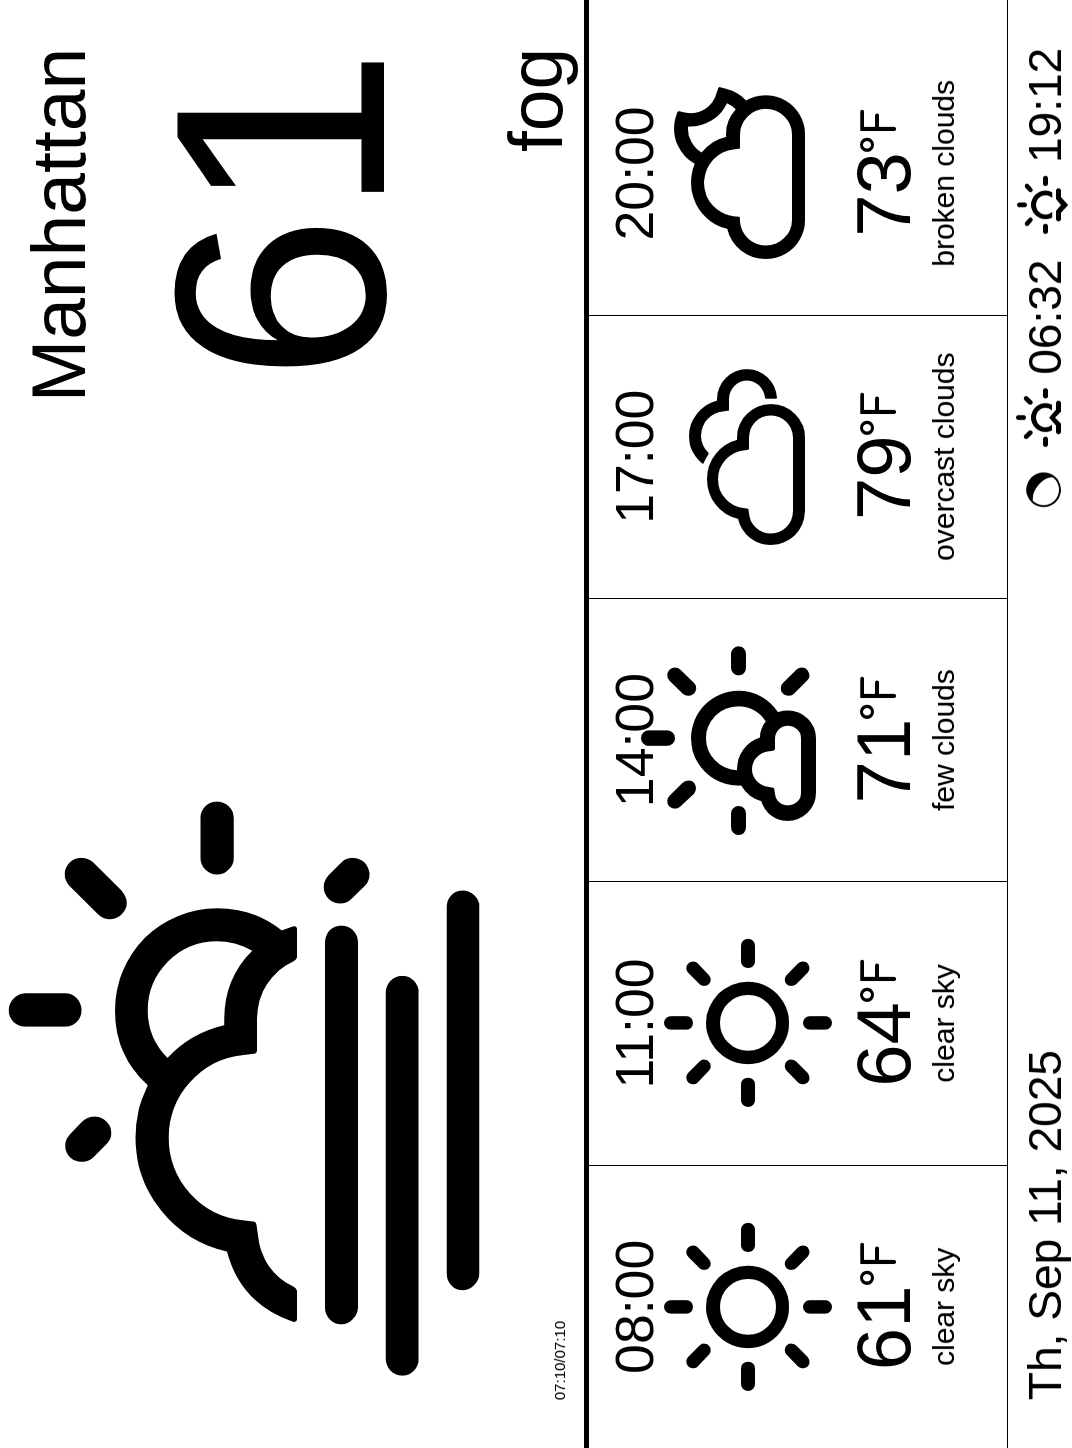 Manhattan
61
fog
07:10/07:10
08:00
61°F
clear sky
11:00
64°F
clear sky
14:00
71°F
few clouds
17:00
79°F
overcast clouds
20:00
73°F
broken clouds
Th, Sep 11, 2025
06:32
19:12